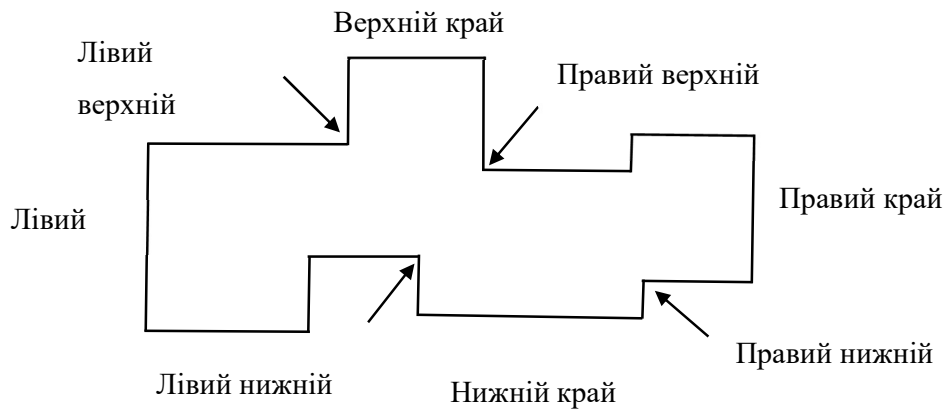 Верхній край
Лівий
верхній
Правий верхній
Лівий
Правий край
Лівий нижній
Нижній край
Правий нижній